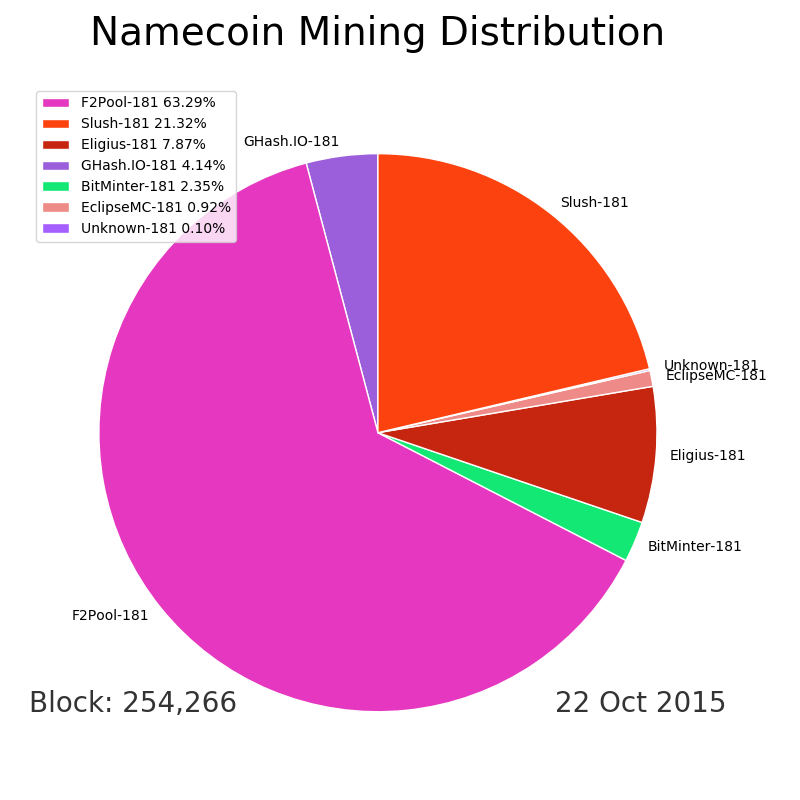 Namecoin Mining Distribution
F2Pool-181 63.29%
Slush-181 21.32%
Eligius-181 7.87%
GHash.IO-181 4.14%
BitMinter-181 2.35%
EclipseMC-181 0.92%
Unknown-181 0.10%
GHash.IO-181
Slush-181
Unknown-181
EclipseMC-181
Eligius-181
BitMinter-181
F2Pool-181
Block: 254,266
22 Oct 2015